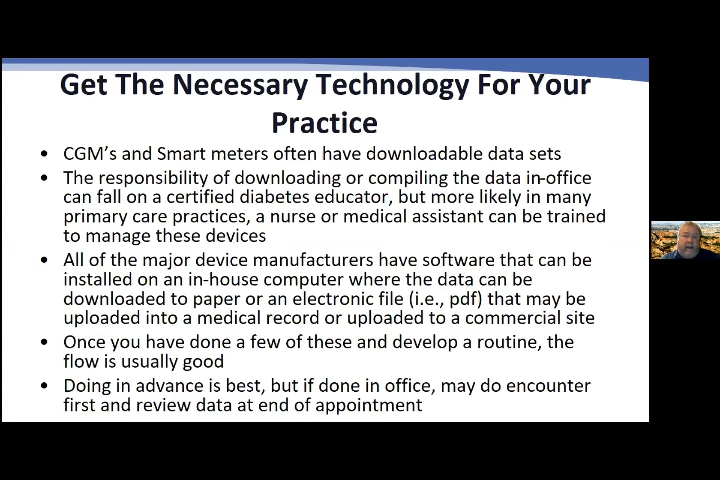 Get The Necessary Technology For Your
Practice
• CGM's and Smart meters often have downloadable data sets
• The responsibility of downloading or compiling the data in-office
can fall on a certified diabetes educator, but more likely in many
primary care practices, a nurse or medical assistant can be trained
to manage these devices
• All of the major device manufacturers have software that can be
installed on an in-house computer where the data can be
downloaded to paper or an electronic file (i.e., pdf) that may be
uploaded into a medical record or uploaded to a commercial site
• Once you have done a few of these and develop a routine, the
flow is usually good
• Doing in advance is best, but if done in office, may do encounter
first and review data at end of appointment